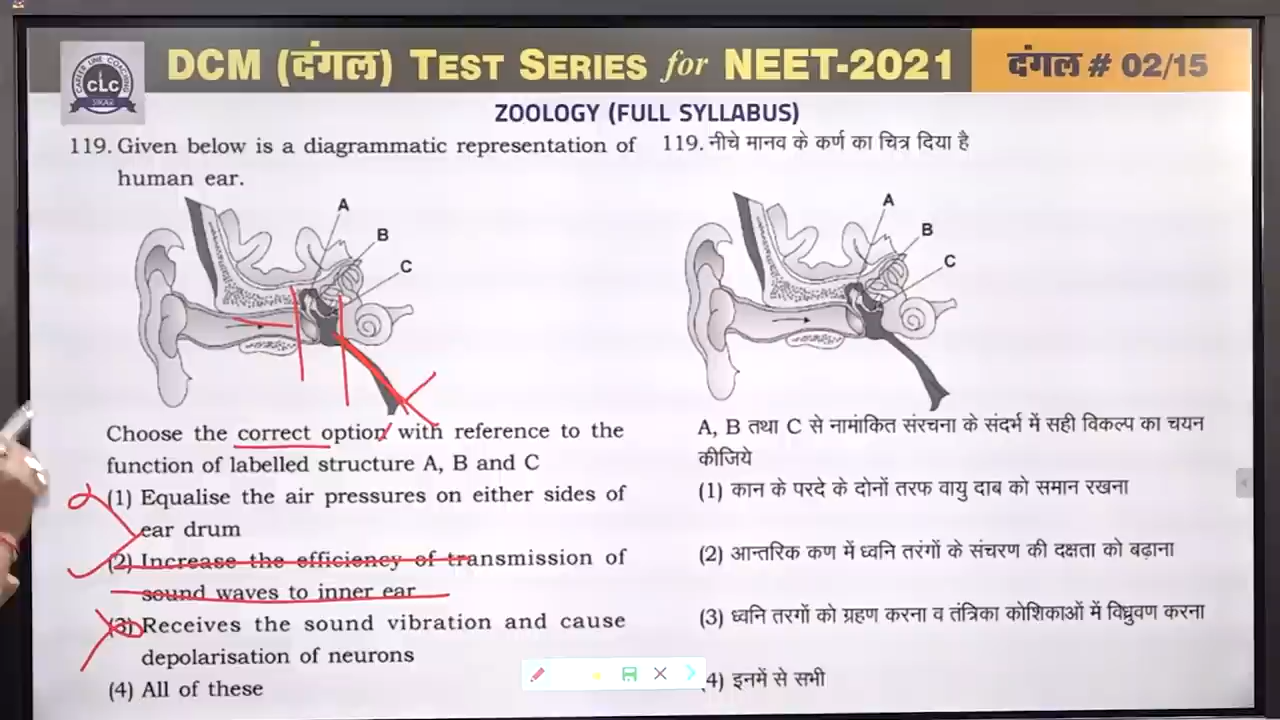 DCM (दंगल) TEST SERIES for NEET-2021
दंगल # 02/15
CLC
SIKAR
ZOOLOGY (FULL SYLLABUS)
119. Given below is a diagrammatic representation of
human ear.
A
B
C
Choose the correct option with reference to the
function of labelled structure A, B and C
(1) Equalise the air pressures on either sides of
ear drum
(2) Increase the efficiency of transmission of
sound waves to inner ear
(3) Receives the sound vibration and cause
depolarisation of neurons
(4) All of these
119. नीचे मानव के कर्ण का चित्र दिया है
A
B
C
A, B तथा C से नामांकित संरचना के संदर्भ में सही विकल्प का चयन
कीजिये
(1) कान के परदे के दोनों तरफ वायु दाब को समान रखना
(2) आन्तरिक कण में ध्वनि तरंगों के संचरण की दक्षता को बढ़ाना
(3) ध्वनि तरगों को ग्रहण करना व तंत्रिका कोशिकाओं में विध्रुवण करना
4) इनमें से सभी